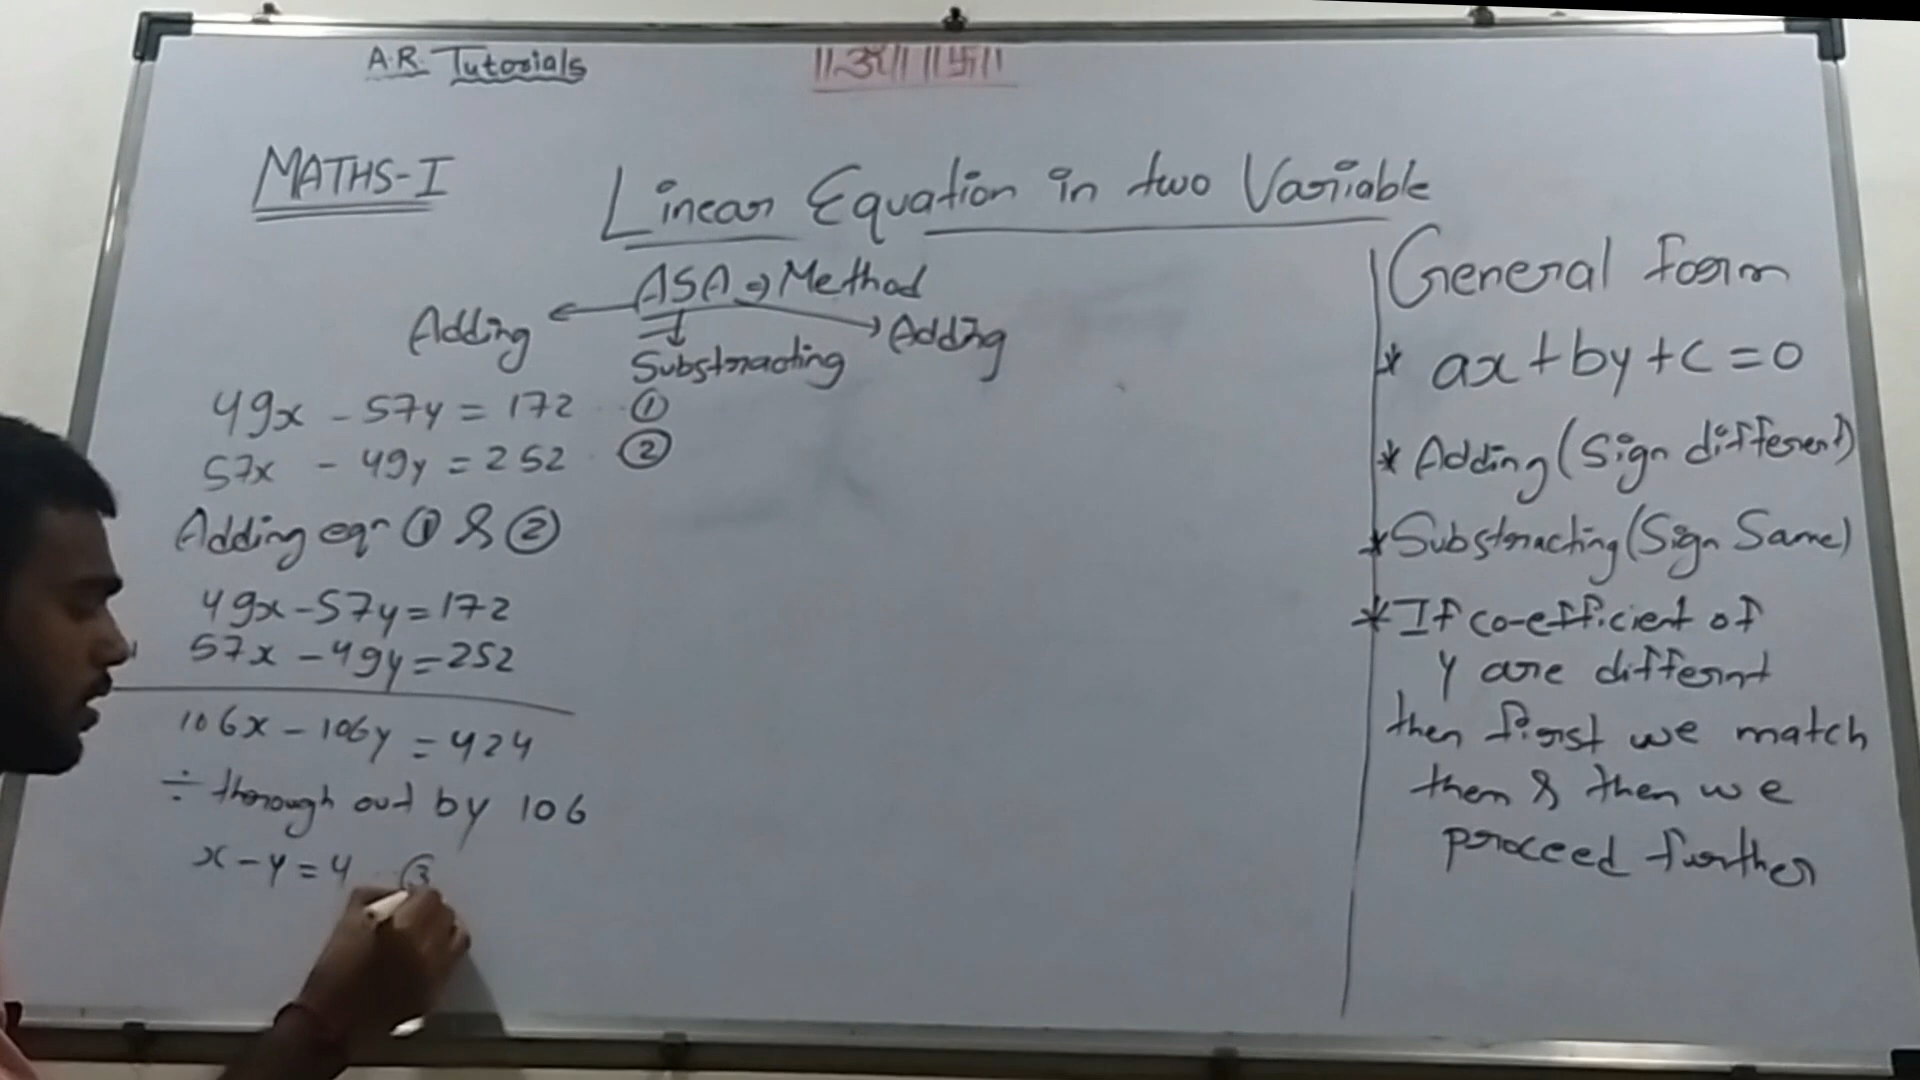 A.R. Tutorials
||ॐ|| ||卐||
MATHS-I
Linear Equation in two Variable
ASA ⇒ Method
Adding
Substracting
Adding
49x - 57y = 172 ①
57x - 49y = 252 ②
Adding eqn ① & ②
49x-57y=172
57x-49y=252
106x-106y=424
÷ thorough out by 106
x-y=4 ③
General form
* ax+by+c=0
* Adding (Sign different)
* Substracting (Sign Same)
* If co-efficient of
y are differnt
then first we match
them & then we
proceed further